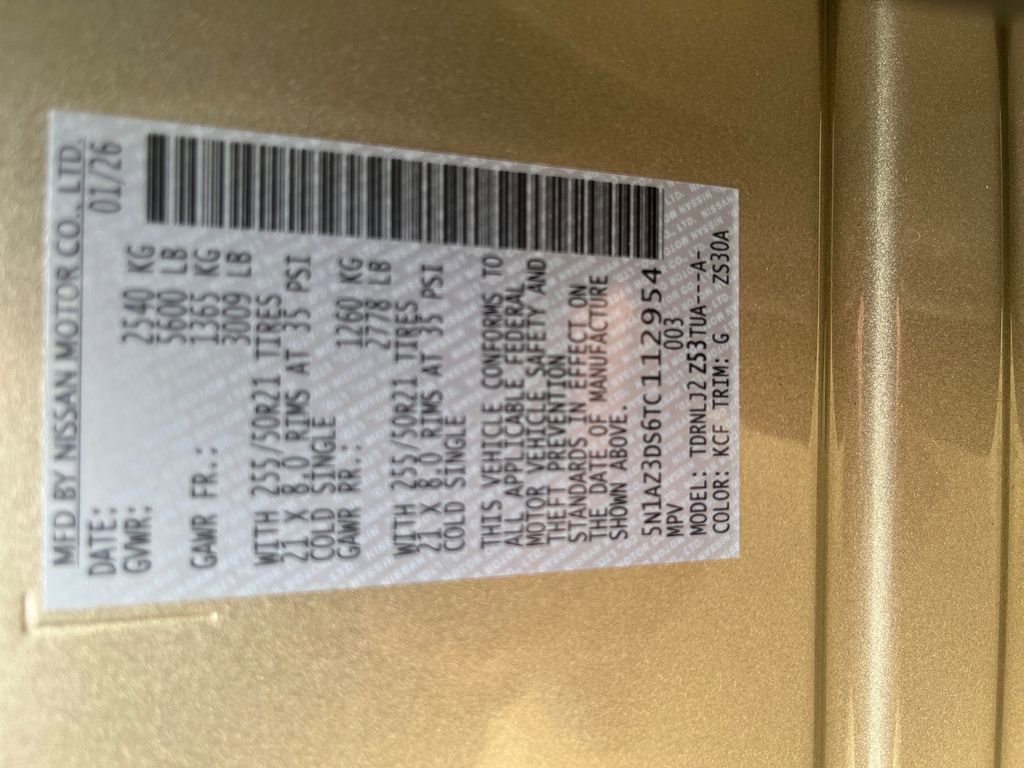 MFD BY NISSAN MOTOR CO., LTD.
DATE: 01/26
GVWR: 2540 KG
5600 LB
GAWR FR.: 1365 KG
3009 LB
WITH 255/50R21 TIRES
21 X 8.0 RIMS AT 35 PSI
COLD SINGLE
GAWR RR.: 1260 KG
2778 LB
WITH 255/50R21 TIRES
21 X 8.0 RIMS AT 35 PSI
COLD SINGLE
THIS VEHICLE CONFORMS TO
ALL APPLICABLE FEDERAL
MOTOR VEHICLE SAFETY AND
THEFT PREVENTION
STANDARDS IN EFFECT ON
THE DATE OF MANUFACTURE
SHOWN ABOVE.
5N1AZ3DS6TC112954
MPV 003
MODEL: TDRNLJ2 Z53TUA---A-
COLOR: KCF TRIM: G ZS30A